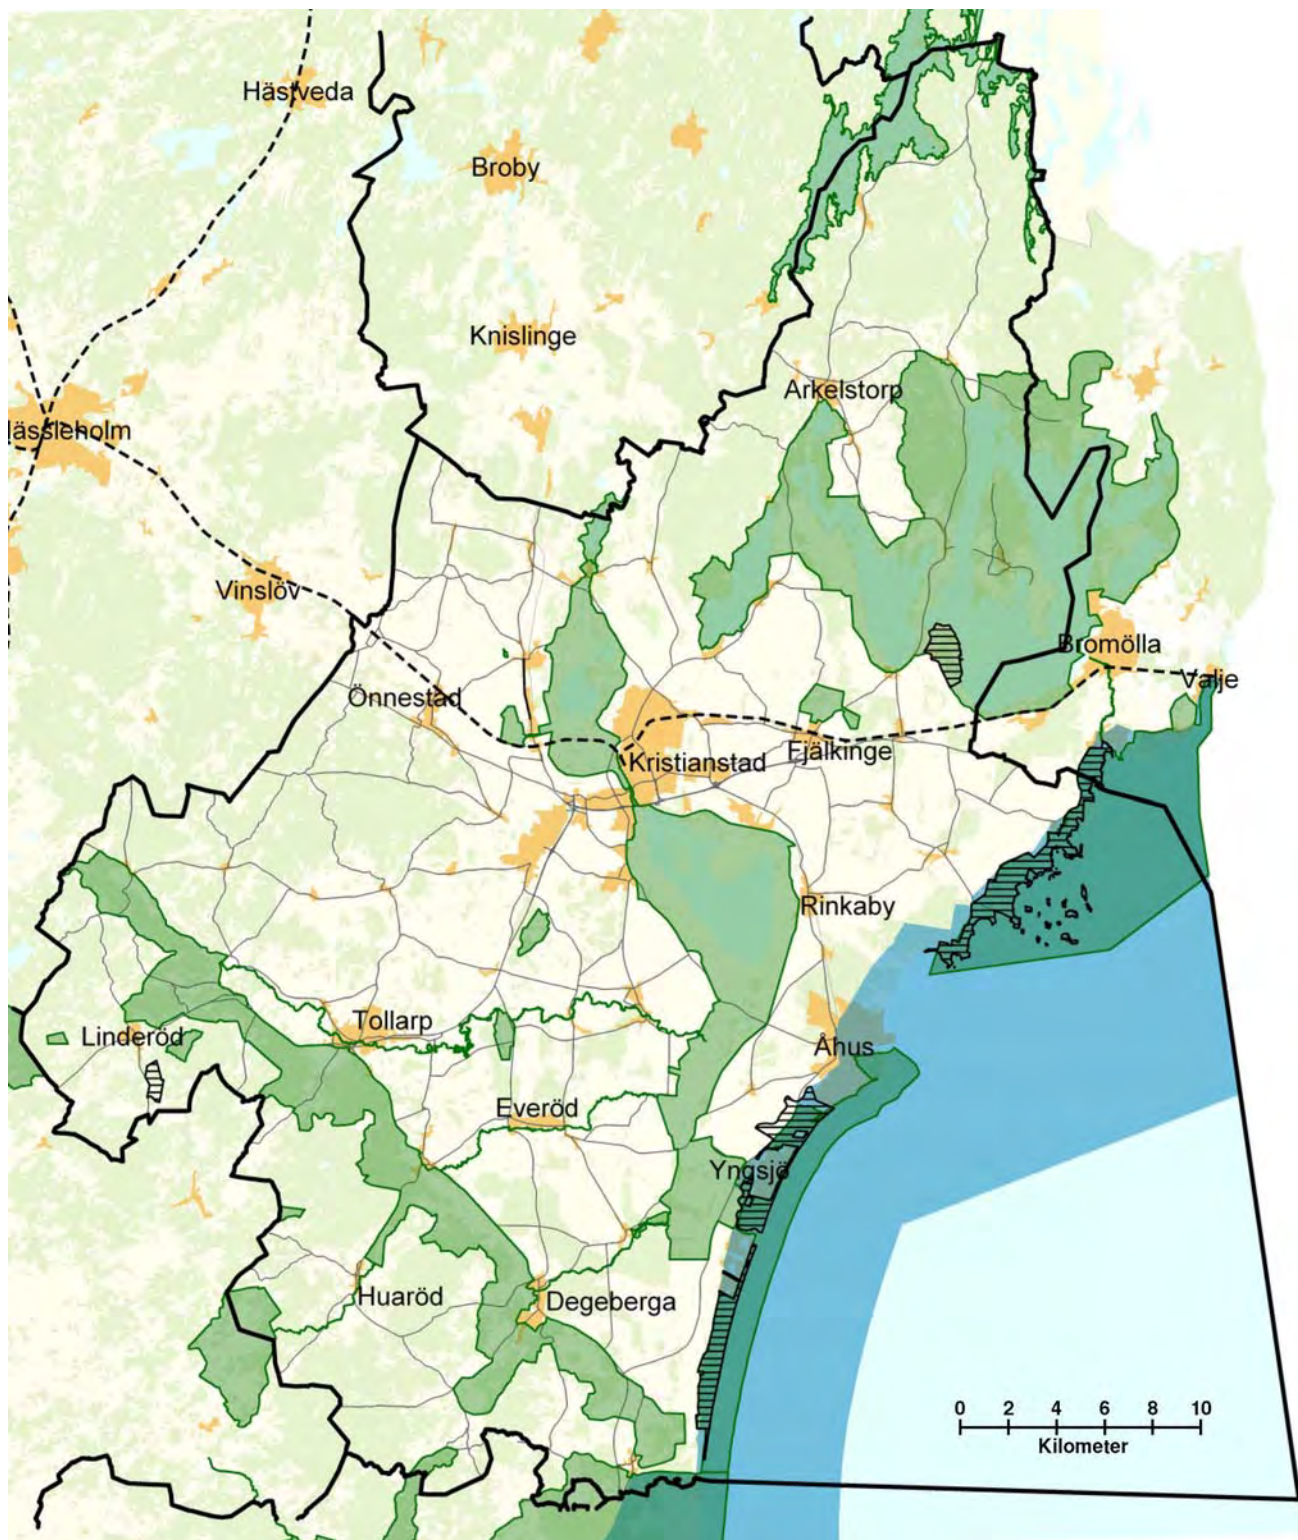 Hästveda
Broby
Knislinge
Arkelstorp
ässleholm
Vinslöv
Bromölla
Valje
Önnestad
Kristianstad
Fjälkinge
Rinkaby
Tollarp
Linderöd
Åhus
Everöd
Yngsjö
Huaröd
Degeberga
0 2 4 6 8 10
Kilometer